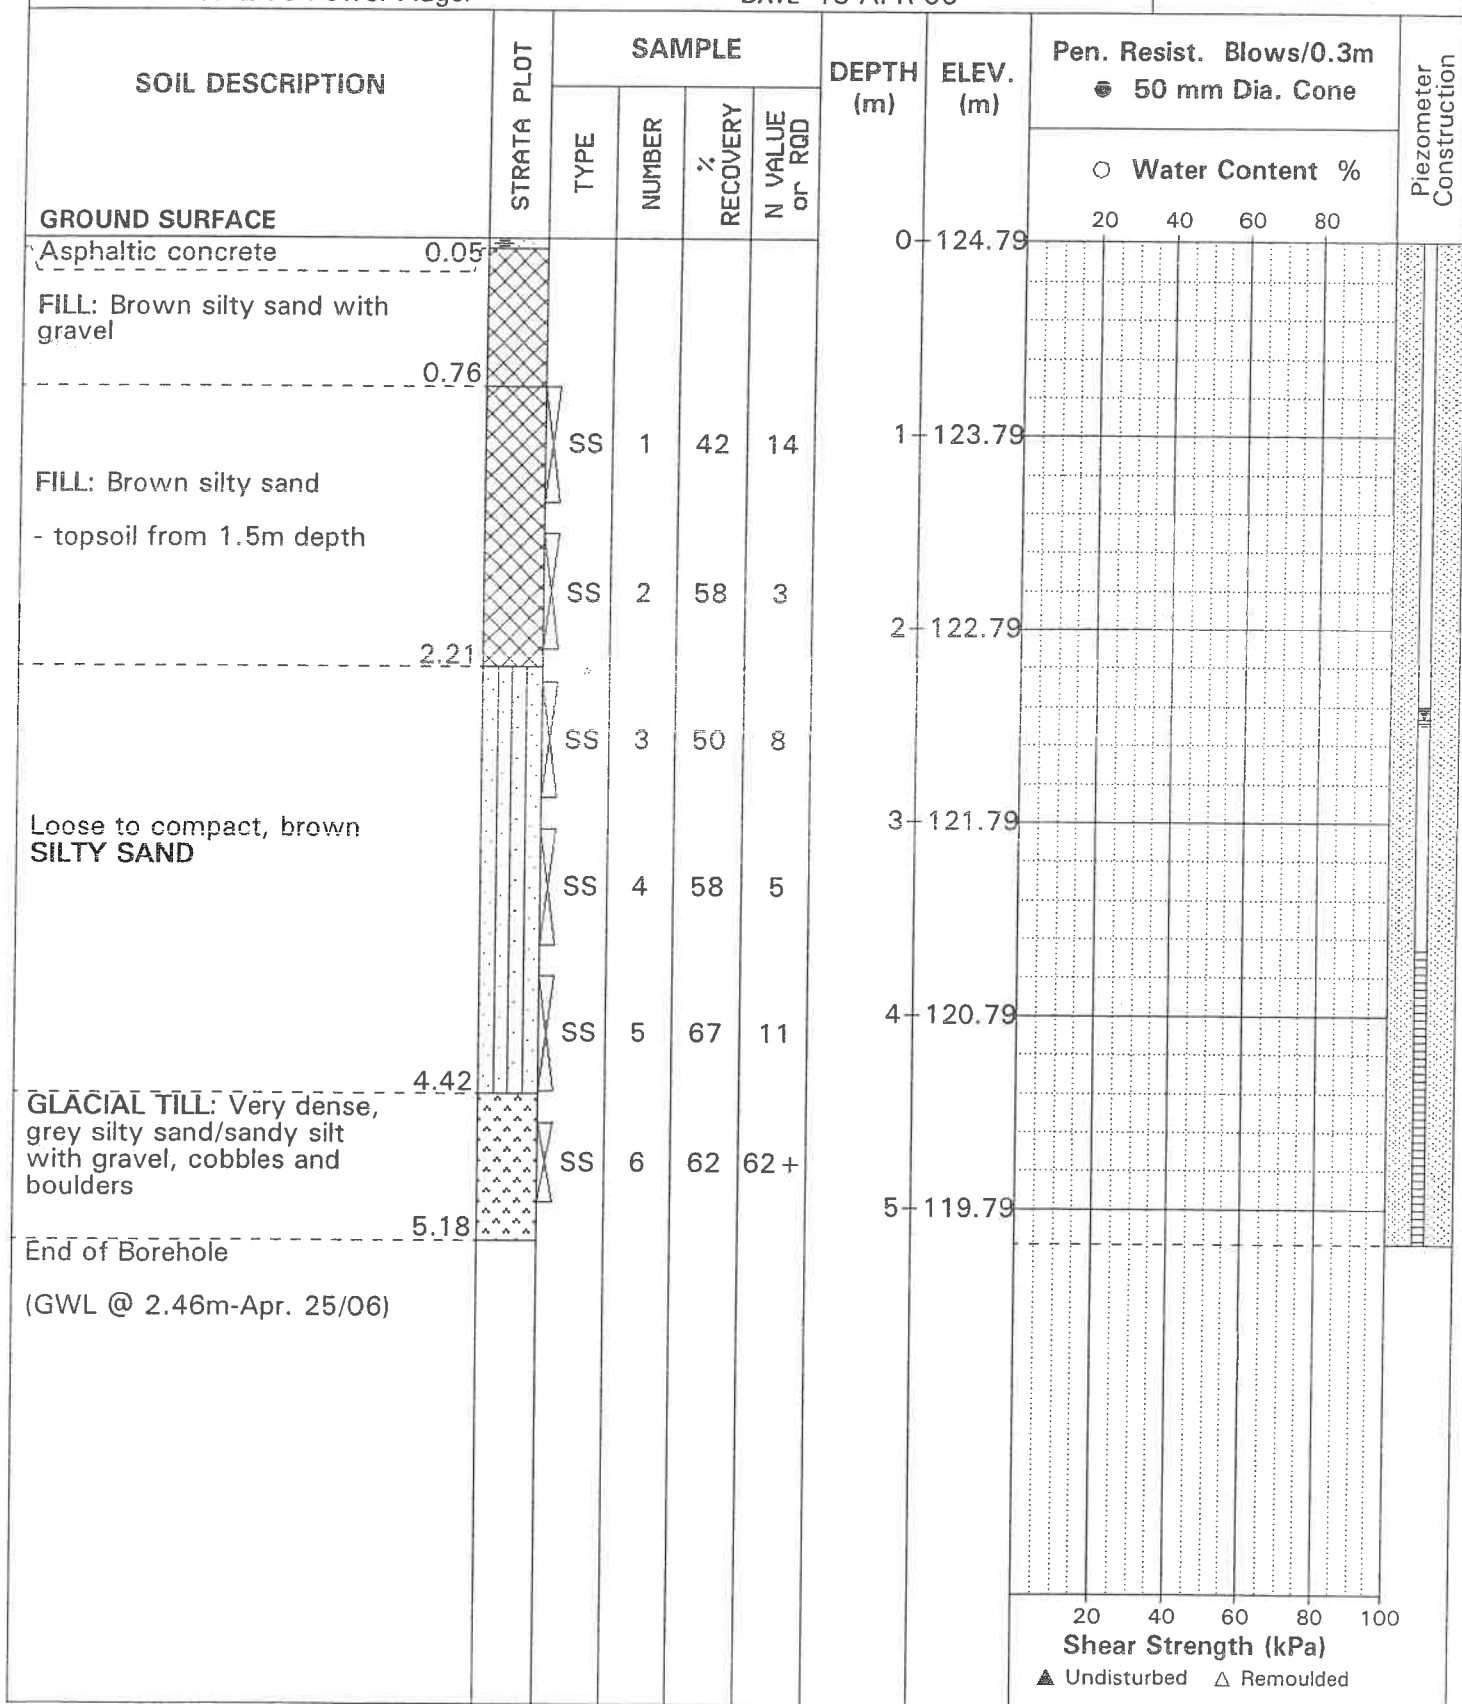 SOIL DESCRIPTION
GROUND SURFACE
STRATA PLOT
SAMPLE
TYPE
NUMBER
% RECOVERY
N VALUE or RQD
DEPTH (m)
ELEV. (m)
Pen. Resist. Blows/0.3m
50 mm Dia. Cone
○ Water Content %
20 40 60 80
Piezometer Construction
0 124.79
Asphaltic concrete 0.05
FILL: Brown silty sand with
gravel
0.76
SS 1 42 14
1 123.79
FILL: Brown silty sand
- topsoil from 1.5m depth
SS 2 58 3
2 122.79
2.21
SS 3 50 8
3 121.79
Loose to compact, brown
SILTY SAND
SS 4 58 5
4 120.79
SS 5 67 11
4.42
GLACIAL TILL: Very dense,
grey silty sand/sandy silt
with gravel, cobbles and
boulders
SS 6 62 62+
5 119.79
5.18
End of Borehole
(GWL @ 2.46m-Apr. 25/06)
20 40 60 80 100
Shear Strength (kPa)
▲ Undisturbed △ Remoulded